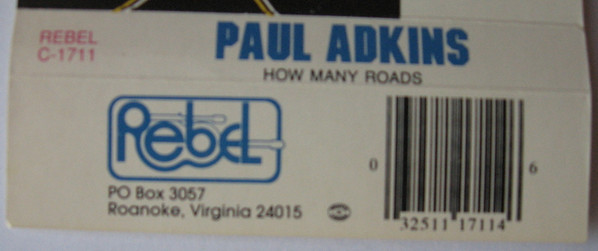 REBEL
C-1711
PAUL ADKINS
HOW MANY ROADS
Rebel
PO Box 3057
Roanoke, Virginia 24015
0 32511 17114 6